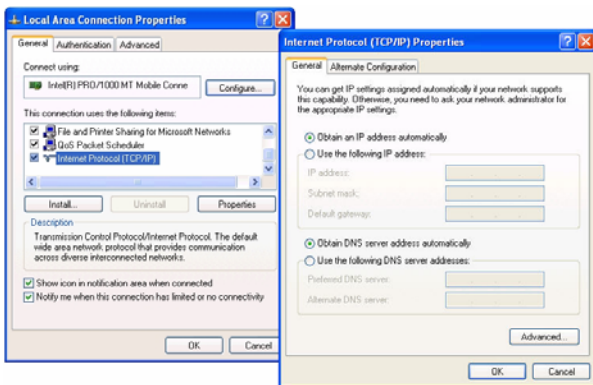 Local Area Connection Properties
General
Authentication
Advanced
Connect using:
Intel(R) PRO/1000 MT Mobile Conne
Configure...
This connection uses the following items:
File and Printer Sharing for Microsoft Networks
QoS Packet Scheduler
Internet Protocol (TCP/IP)
Install...
Uninstall
Properties
Description
Transmission Control Protocol/Internet Protocol. The default
wide area network protocol that provides communication
across diverse interconnected networks.
Show icon in notification area when connected
Notify me when this connection has limited or no connectivity
OK
Cancel
Internet Protocol (TCP/IP) Properties
General
Alternate Configuration
You can get IP settings assigned automatically if your network supports
this capability. Otherwise, you need to ask your network administrator for
the appropriate IP settings.
Obtain an IP address automatically
Use the following IP address:
IP address:
Subnet mask:
Default gateway:
Obtain DNS server address automatically
Use the following DNS server addresses:
Preferred DNS server:
Alternate DNS server:
Advanced...
OK
Cancel